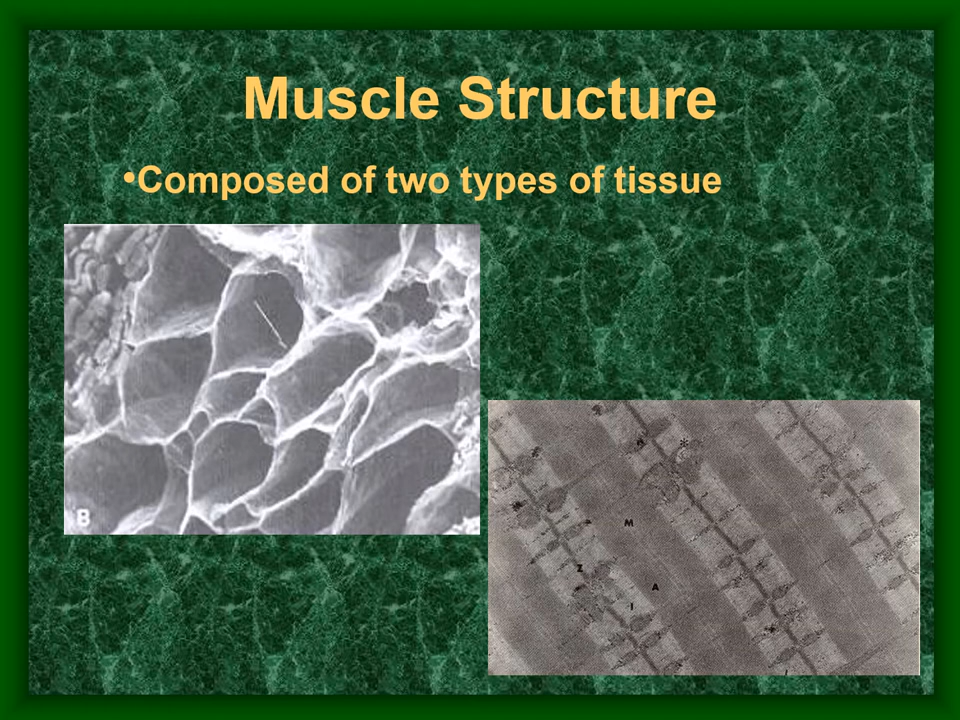 Muscle Structure
•Composed of two types of tissue
B
M
Z
A
I